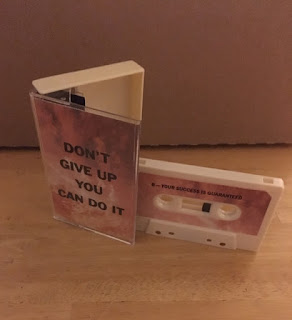 DON'T
GIVE UP
YOU
CAN DO IT
B – YOUR SUCCESS IS GUARANTEED